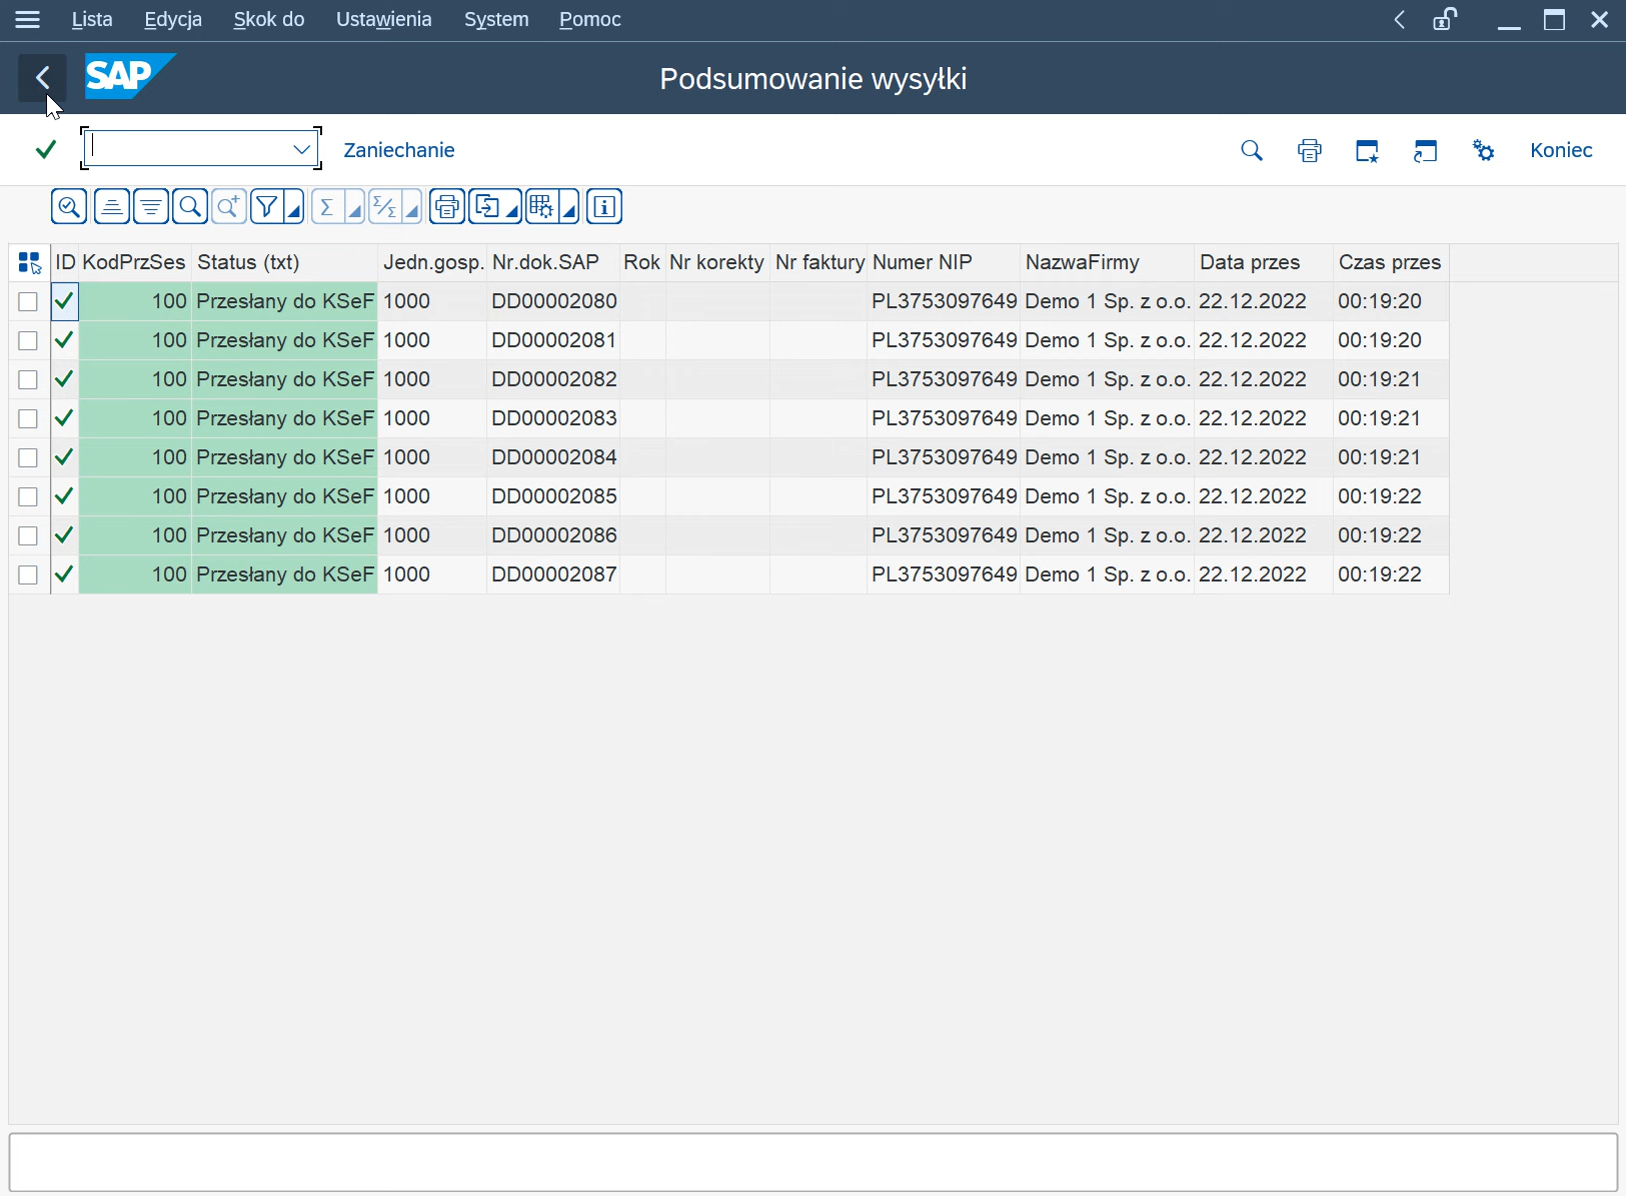 Lista Edycja Skok do Ustawienia System Pomoc
SAP Podsumowanie wysyłki
Zaniechanie Koniec
ID KodPrzSes Status (txt) Jedn.gosp. Nr.dok.SAP Rok Nr korekty Nr faktury Numer NIP NazwaFirmy Data przes Czas przes
100 Przesłany do KSeF 1000 DD00002080 PL3753097649 Demo 1 Sp. z o.o. 22.12.2022 00:19:20
100 Przesłany do KSeF 1000 DD00002081 PL3753097649 Demo 1 Sp. z o.o. 22.12.2022 00:19:20
100 Przesłany do KSeF 1000 DD00002082 PL3753097649 Demo 1 Sp. z o.o. 22.12.2022 00:19:21
100 Przesłany do KSeF 1000 DD00002083 PL3753097649 Demo 1 Sp. z o.o. 22.12.2022 00:19:21
100 Przesłany do KSeF 1000 DD00002084 PL3753097649 Demo 1 Sp. z o.o. 22.12.2022 00:19:21
100 Przesłany do KSeF 1000 DD00002085 PL3753097649 Demo 1 Sp. z o.o. 22.12.2022 00:19:22
100 Przesłany do KSeF 1000 DD00002086 PL3753097649 Demo 1 Sp. z o.o. 22.12.2022 00:19:22
100 Przesłany do KSeF 1000 DD00002087 PL3753097649 Demo 1 Sp. z o.o. 22.12.2022 00:19:22